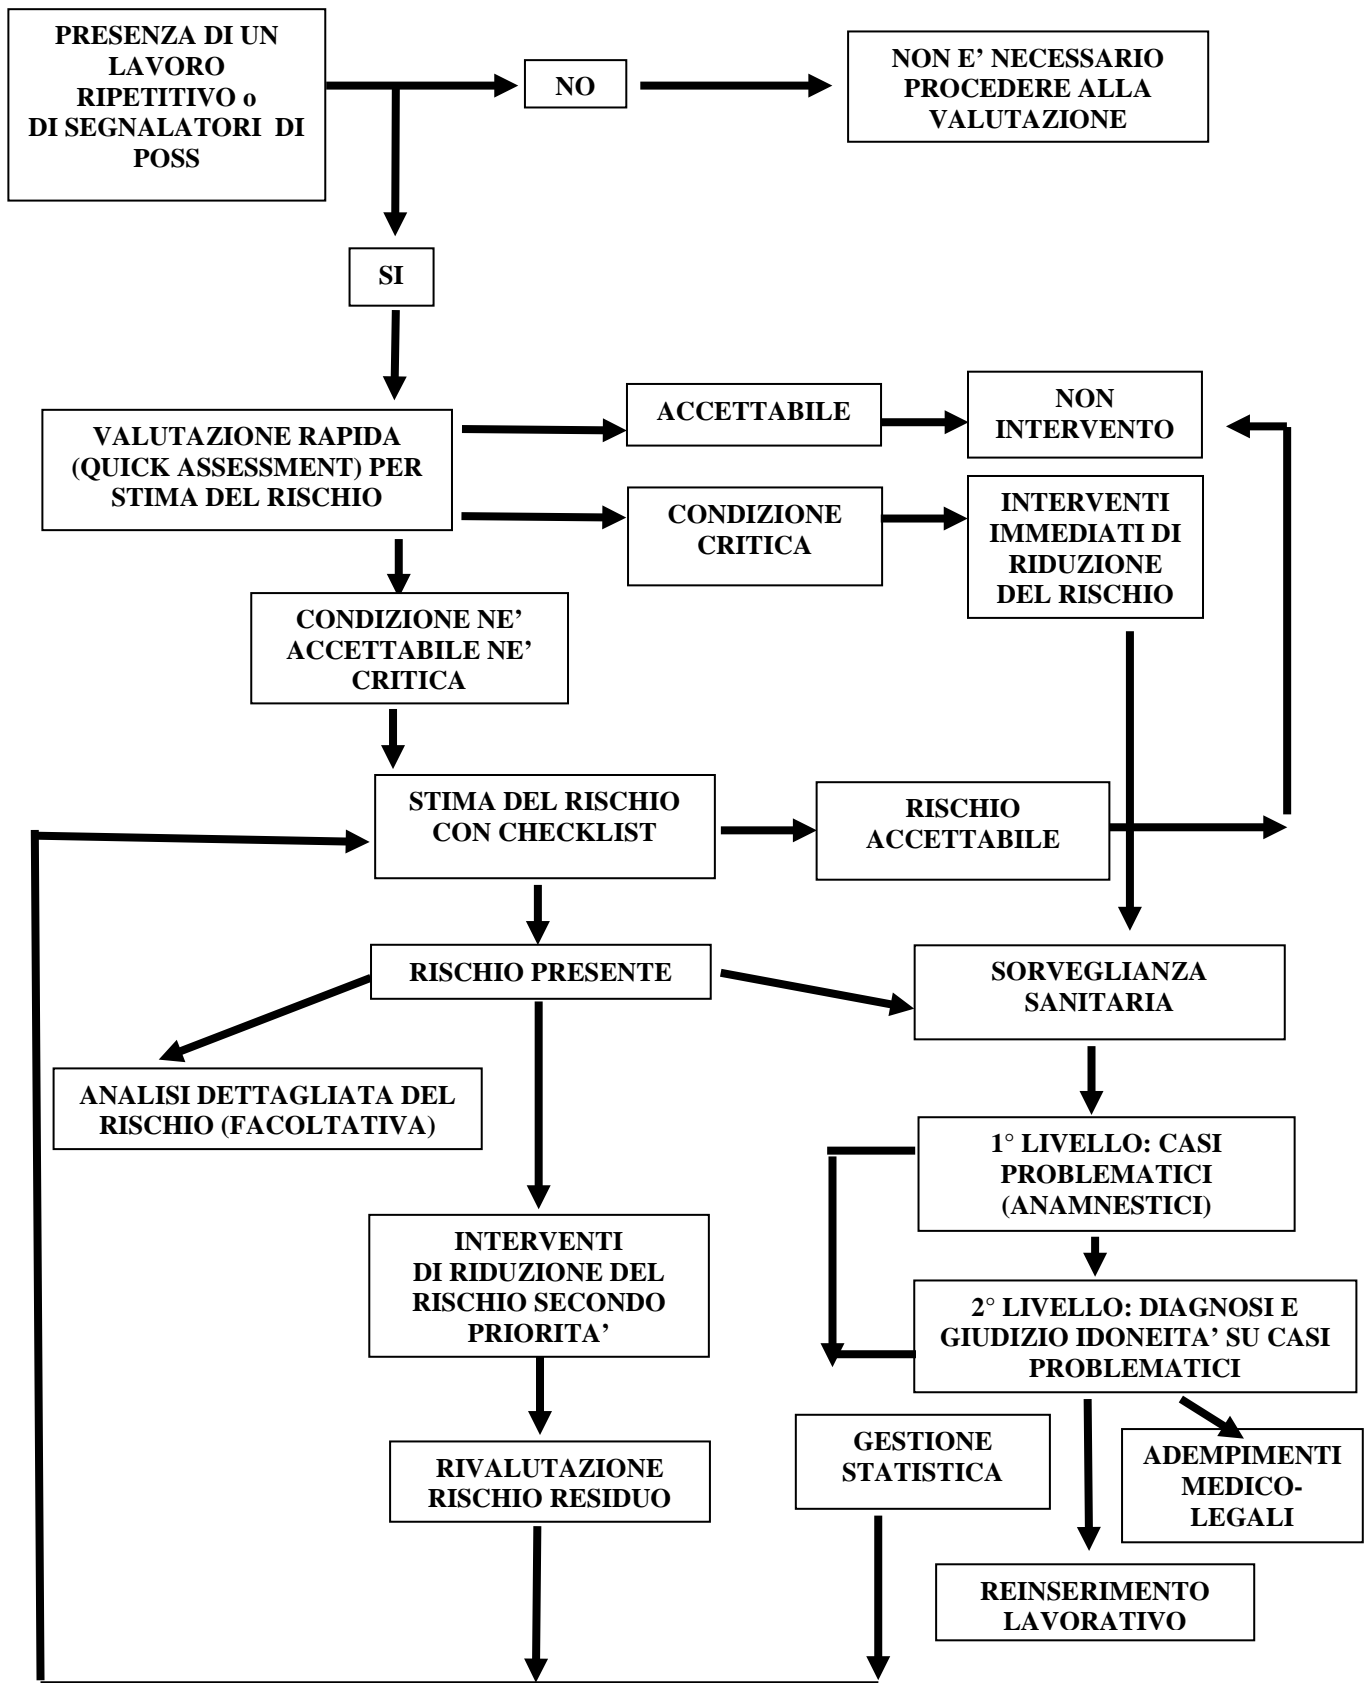 PRESENZA DI UN
LAVORO
RIPETITIVO o
DI SEGNALATORI DI
POSS
NO
NON E’ NECESSARIO
PROCEDERE ALLA
VALUTAZIONE
SI
VALUTAZIONE RAPIDA
(QUICK ASSESSMENT) PER
STIMA DEL RISCHIO
ACCETTABILE
NON
INTERVENTO
CONDIZIONE
CRITICA
INTERVENTI
IMMEDIATI DI
RIDUZIONE
DEL RISCHIO
CONDIZIONE NE’
ACCETTABILE NE’
CRITICA
STIMA DEL RISCHIO
CON CHECKLIST
RISCHIO
ACCETTABILE
RISCHIO PRESENTE
SORVEGLIANZA
SANITARIA
ANALISI DETTAGLIATA DEL
RISCHIO (FACOLTATIVA)
1° LIVELLO: CASI
PROBLEMATICI
(ANAMNESTICI)
INTERVENTI
DI RIDUZIONE DEL
RISCHIO SECONDO
PRIORITA’
2° LIVELLO: DIAGNOSI E
GIUDIZIO IDONEITA’ SU CASI
PROBLEMATICI
RIVALUTAZIONE
RISCHIO RESIDUO
GESTIONE
STATISTICA
ADEMPIMENTI
MEDICO-
LEGALI
REINSERIMENTO
LAVORATIVO